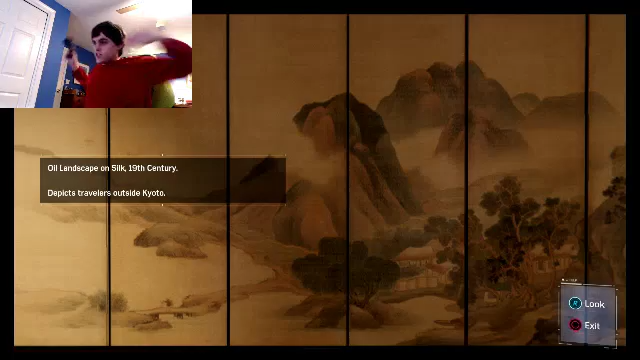 Oil Landscape on Silk, 19th Century.
Depicts travelers outside Kyoto.
R Look
Exit